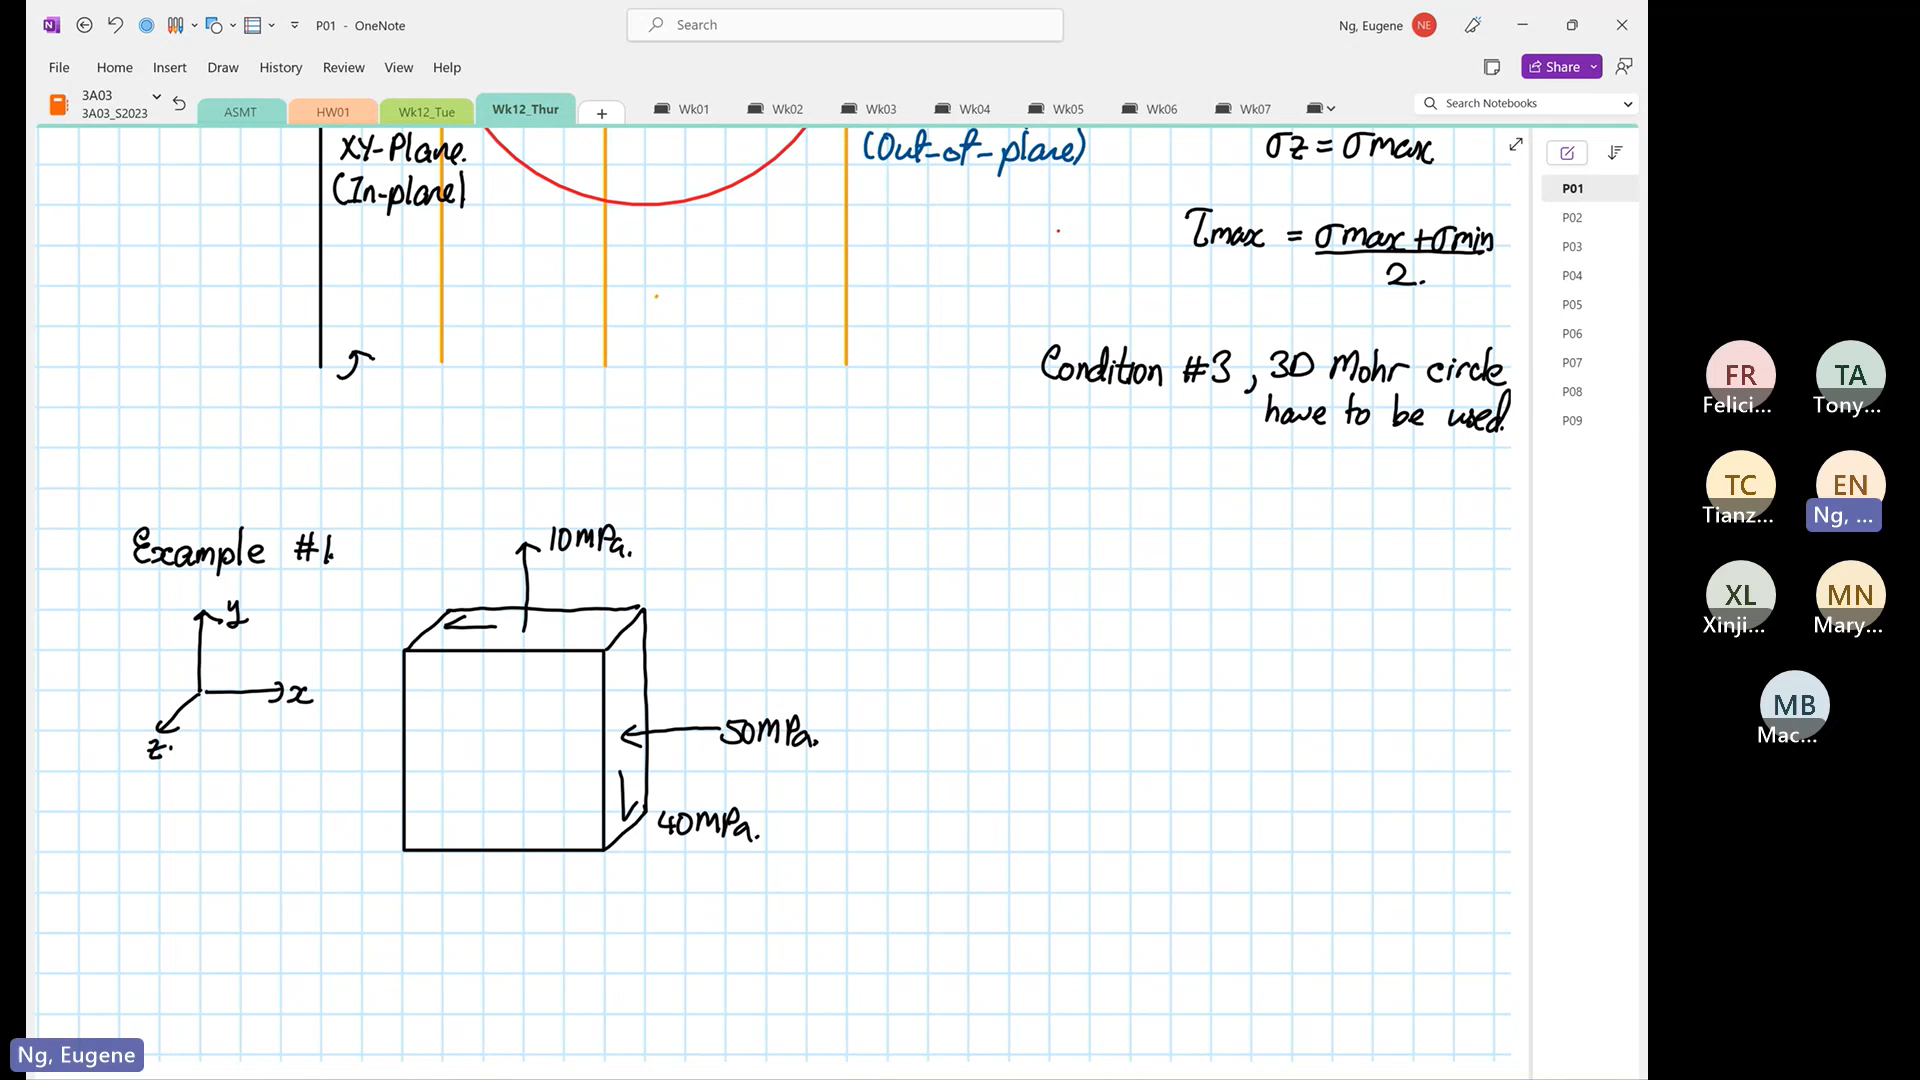 P01 - OneNote
Search
Ng, Eugene
NE
File Home Insert Draw History Review View Help
Share
3A03
3A03_S2023
ASMT
HW01
Wk12_Tue
Wk12_Thur
+
Wk01
Wk02
Wk03
Wk04
Wk05
Wk06
Wk07
Search Notebooks
XY-Plane.
(In-plane)
(Out-of-plane)
σz = σmax
τmax = σmax + σmin
2.
Condition #3, 3D Mohr circle
have to be used.
Example #1.
y
x
z.
10MPa.
50MPa.
40MPa.
P01
P02
P03
P04
P05
P06
P07
P08
P09
FR
Felici...
TA
Tony...
TC
Tianz...
EN
Ng, ...
XL
Xinji...
MN
Mary...
MB
Mac...
Ng, Eugene